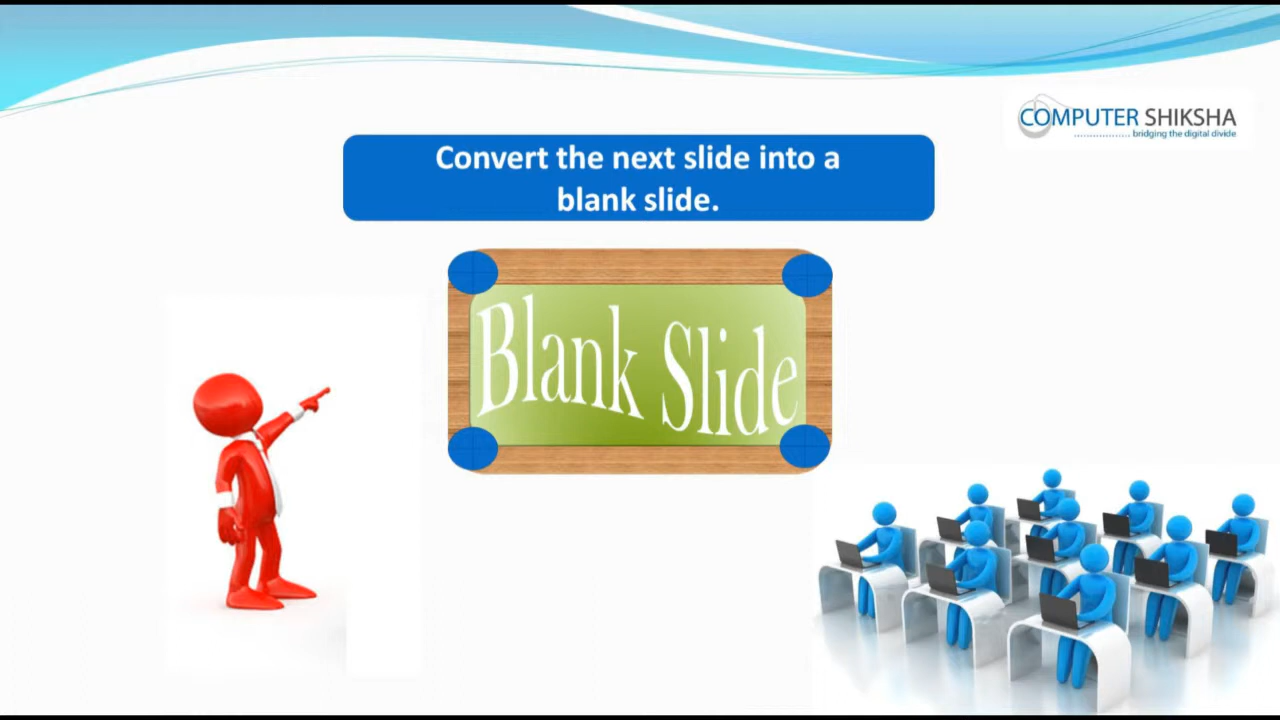 COMPUTER SHIKSHA
bridging the digital divide
Convert the next slide into a
blank slide.
Blank Slide